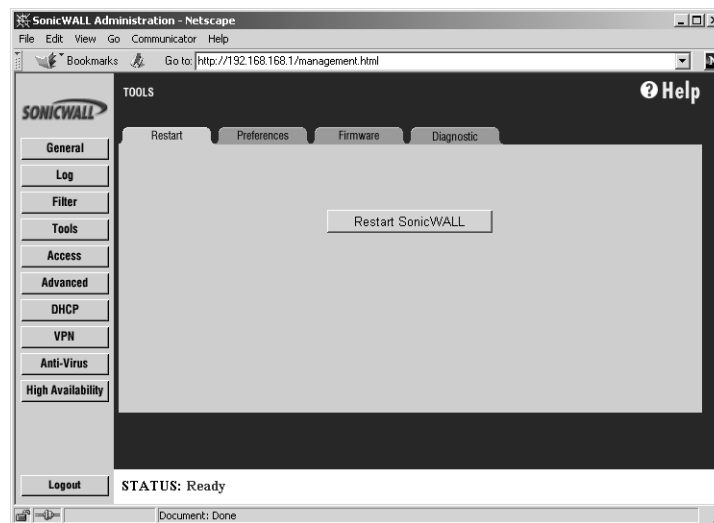 SonicWALL Administration - Netscape
File Edit View Go Communicator Help
Bookmarks Go to: http://192.168.168.1/management.html
SONICWALL
TOOLS
? Help
Restart Preferences Firmware Diagnostic
General
Log
Filter
Tools
Access
Advanced
DHCP
VPN
Anti-Virus
High Availability
Restart SonicWALL
Logout
STATUS: Ready
Document: Done